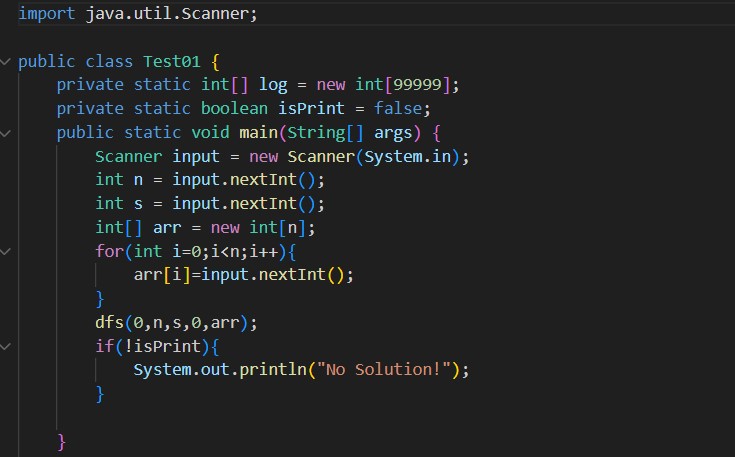 import java.util.Scanner;
public class Test01 {
private static int[] log = new int[99999];
private static boolean isPrint = false;
public static void main(String[] args) {
Scanner input = new Scanner(System.in);
int n = input.nextInt();
int s = input.nextInt();
int[] arr = new int[n];
for(int i=0;i<n;i++){
arr[i]=input.nextInt();
}
dfs(0,n,s,0,arr);
if(!isPrint){
System.out.println("No Solution!");
}
}